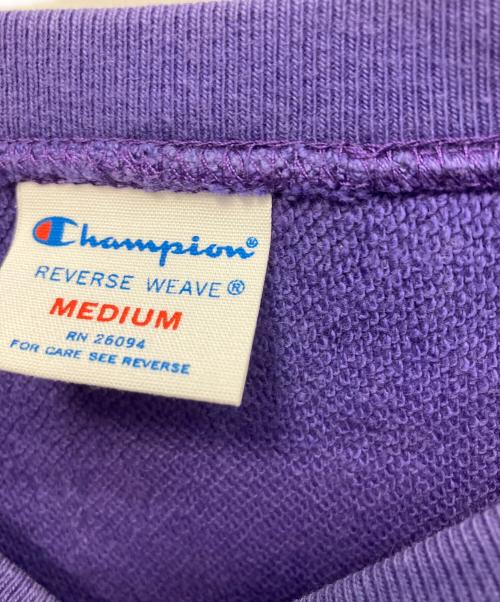 Champion®
REVERSE WEAVE®
MEDIUM
RN 26094
FOR CARE SEE REVERSE